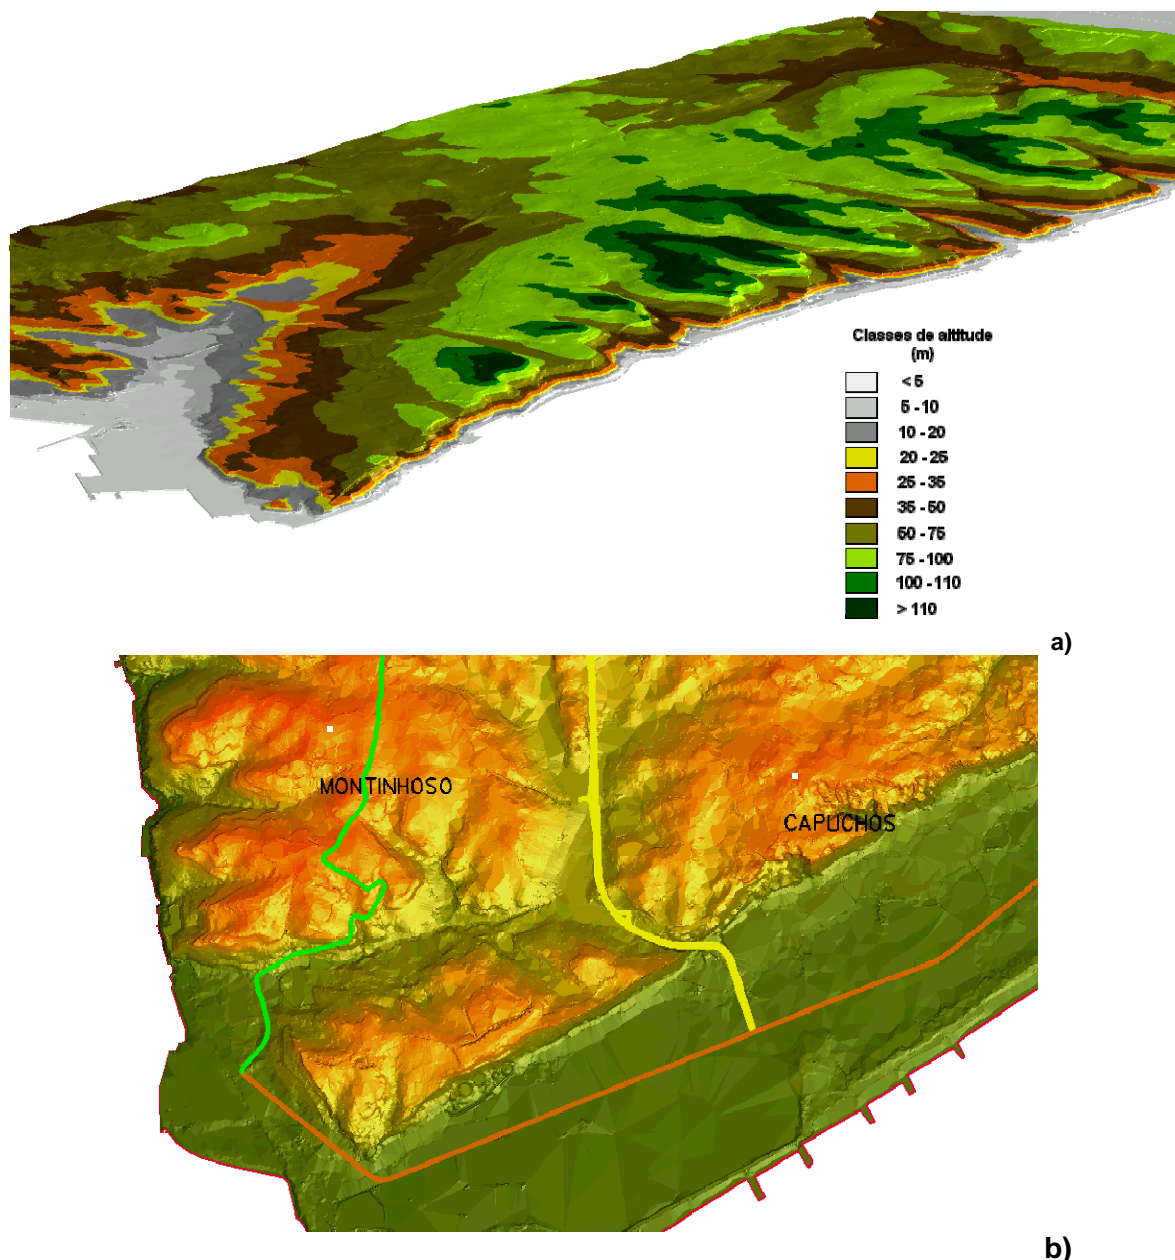 Classes de altitude
(m)
< 5
5 - 10
10 - 20
20 - 25
25 - 35
35 - 50
50 - 75
75 - 100
100 - 110
> 110
a)
MONTINHOSO
CAPUCHOS
b)